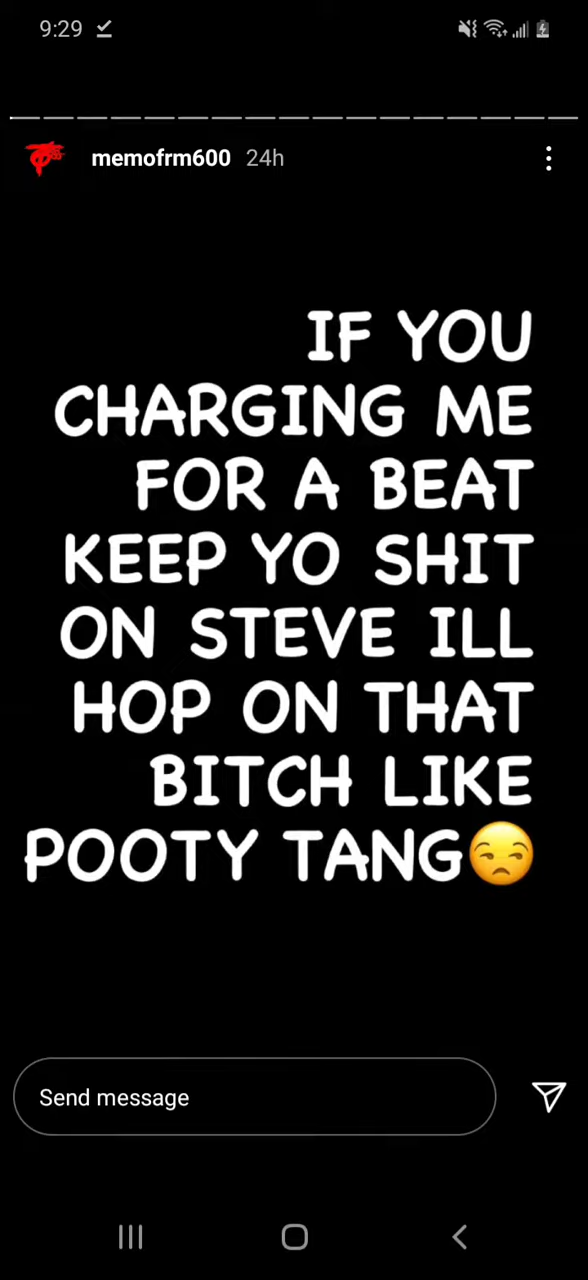 9:29
memofrm600 24h
IF YOU
CHARGING ME
FOR A BEAT
KEEP YO SHIT
ON STEVE ILL
HOP ON THAT
BITCH LIKE
POOTY TANG😒
Send message